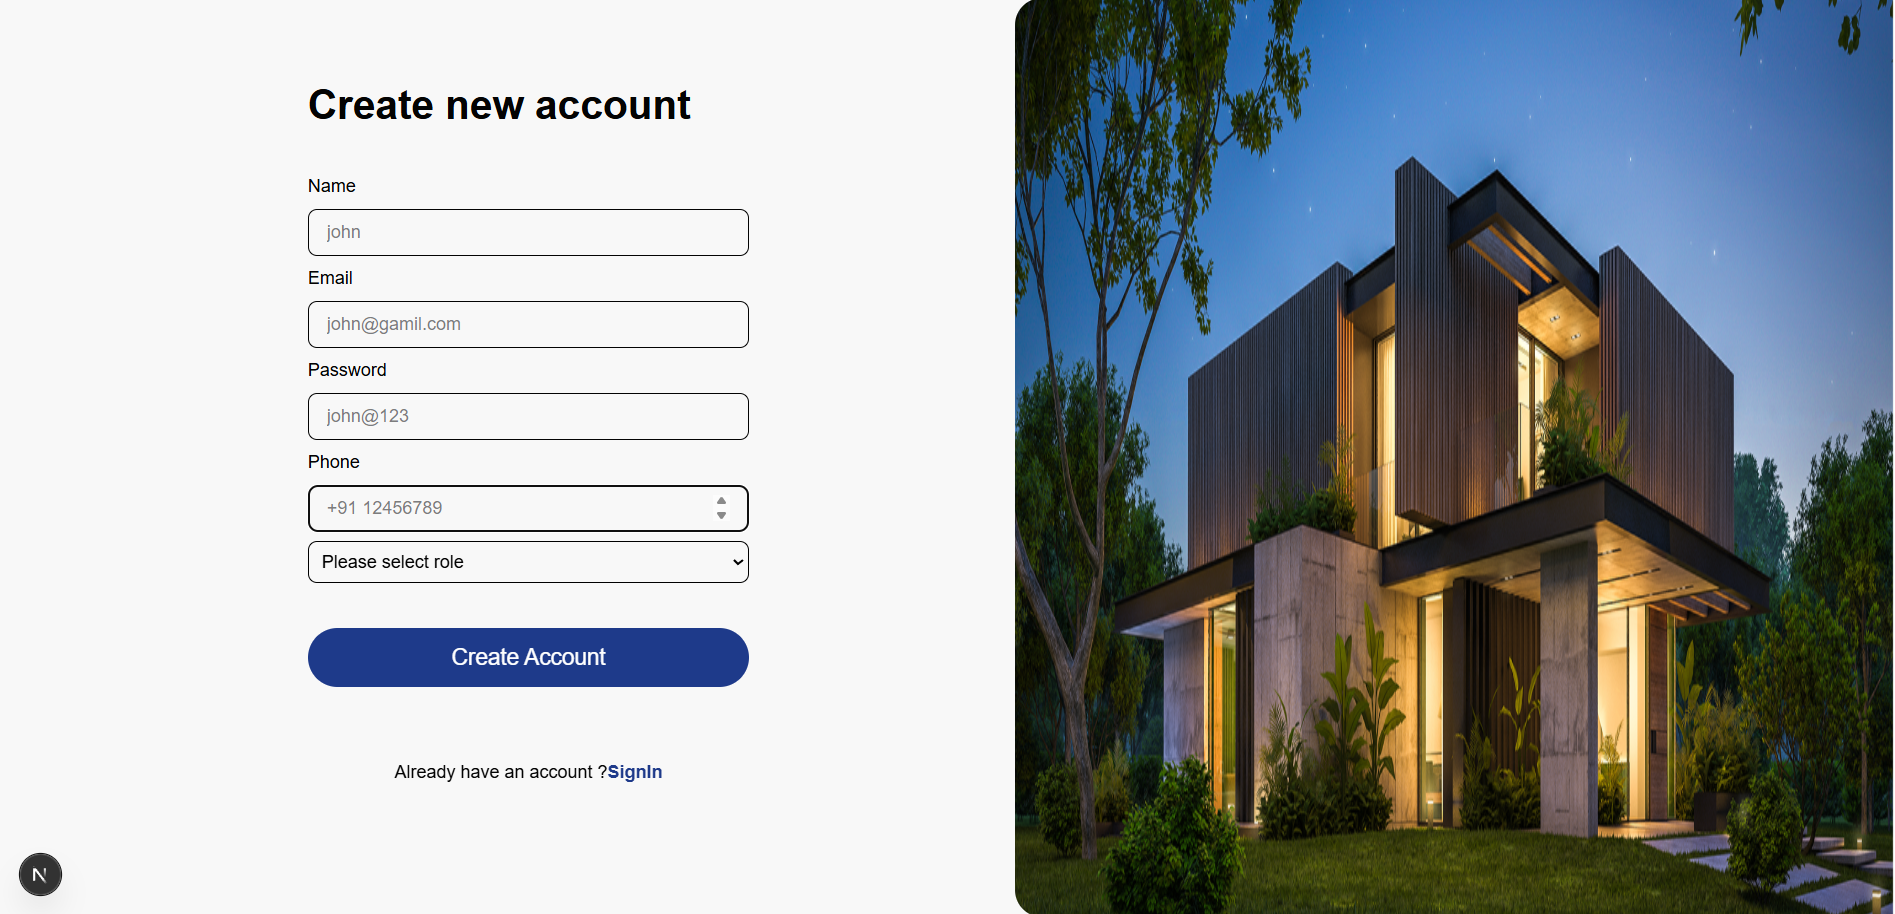 Create new account
Name
john
Email
john@gamil.com
Password
john@123
Phone
+91 12456789
Please select role
Create Account
Already have an account ?SignIn
N